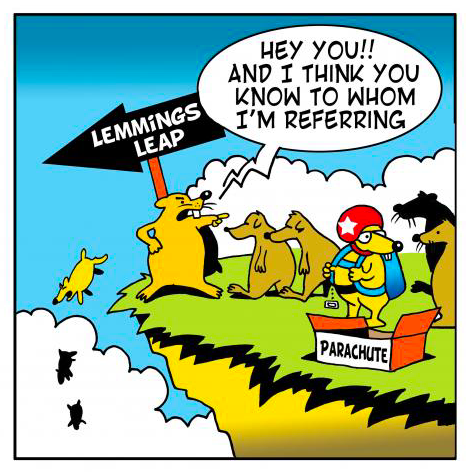 HEY YOU!!
AND I THINK YOU
KNOW TO WHOM
I'M REFERRING
LEMMiNGS
LEAP
PARACHUTE